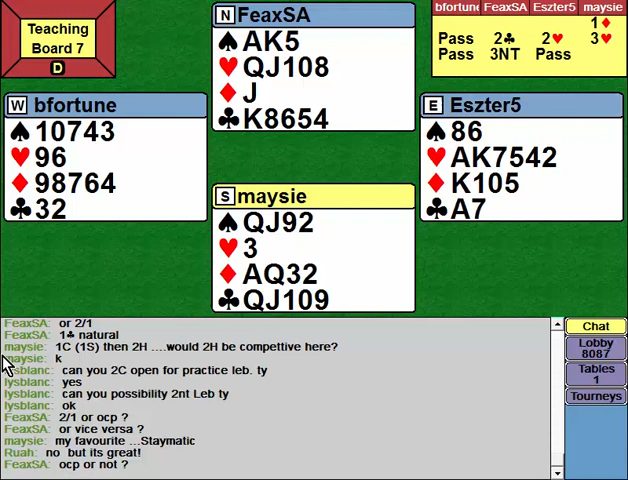 Teaching
Board 7
D
N FeaxSA
♠ AK5
♥ QJ108
♦ J
♣ K8654
bfortune FeaxSA Eszter5 maysie
1♦
Pass 2♣ 2♥ 3♥
Pass 3NT Pass
W bfortune
♠ 10743
♥ 96
♦ 98764
♣ 32
E Eszter5
♠ 86
♥ AK7542
♦ K105
♣ A7
S maysie
♠ QJ92
♥ 3
♦ AQ32
♣ QJ109
FeaxSA: or 2/1
FeaxSA: 1♣ natural
maysie: 1C (1S) then 2H ....would 2H be compettive here?
maysie: k
lysblanc: can you 2C open for practice leb. ty
lysblanc: yes
lysblanc: can you possibility 2nt Leb ty
lysblanc: ok
FeaxSA: 2/1 or ocp ?
FeaxSA: or vice versa ?
maysie: my favourite ...Staymatic
Ruah: no but its great!
FeaxSA: ocp or not ?
Chat
Lobby
8087
Tables
1
Tourneys